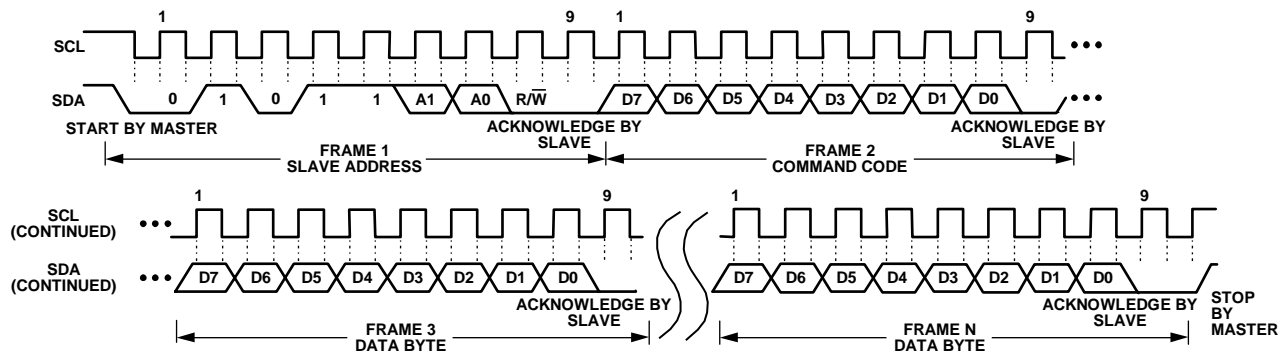 1 9 1 9
SCL
SDA 0 1 0 1 1 A1 A0 R/W̅ D7 D6 D5 D4 D3 D2 D1 D0
START BY MASTER ACKNOWLEDGE BY SLAVE ACKNOWLEDGE BY SLAVE
FRAME 1
SLAVE ADDRESS
FRAME 2
COMMAND CODE
1 9 1 9
SCL
(CONTINUED)
SDA
(CONTINUED)
D7 D6 D5 D4 D3 D2 D1 D0 D7 D6 D5 D4 D3 D2 D1 D0
ACKNOWLEDGE BY
SLAVE
ACKNOWLEDGE BY
SLAVE
STOP
BY
MASTER
FRAME 3
DATA BYTE
FRAME N
DATA BYTE